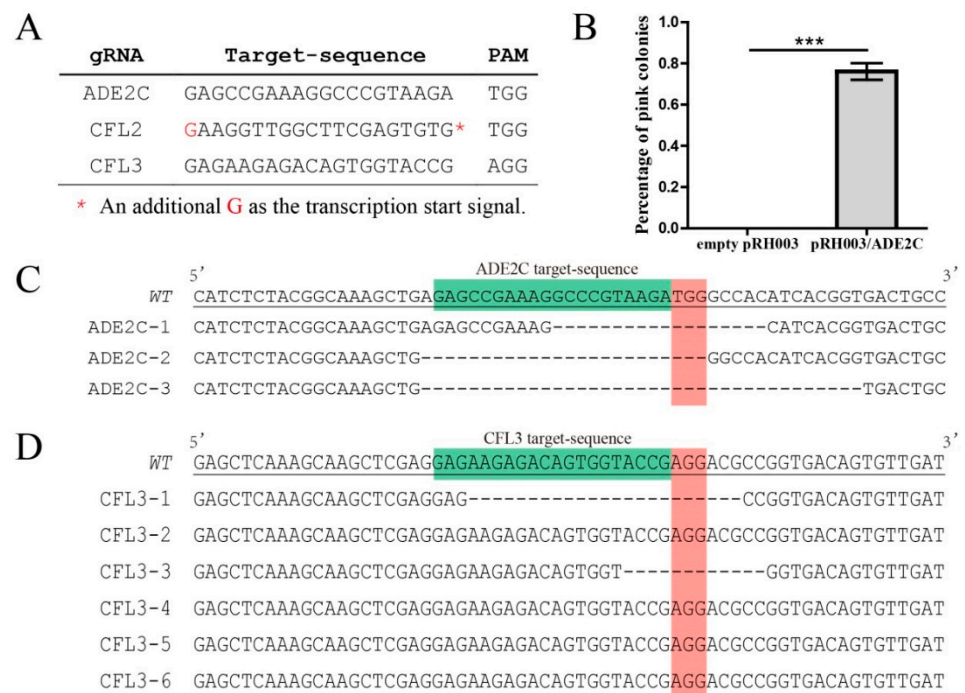 A
gRNA Target-sequence PAM
ADE2C GAGCCGAAAGGCCCGTAAGA TGG
CFL2 GAAGGTTGGCTTCGAGTGTG* TGG
CFL3 GAGAAGAGACAGTGGTACCG AGG
* An additional G as the transcription start signal.
B
Percentage of pink colonies
1.0
0.8
0.6
0.4
0.2
0.0
***
empty pRH003 pRH003/ADE2C
C
5' ADE2C target-sequence 3'
WT CATCTCTACGGCAAAGCTGAGAGCCGAAAGGCCCGTAAGATGGGCCACATCACGGTGACTGCC
ADE2C-1 CATCTCTACGGCAAAGCTGAGAGCCGAAAG------------------CATCACGGTGACTGC
ADE2C-2 CATCTCTACGGCAAAGCTG------------------------GGCCACATCACGGTGACTGC
ADE2C-3 CATCTCTACGGCAAAGCTG-------------------------------------TGACTGC
D
5' CFL3 target-sequence 3'
WT GAGCTCAAAGCAAGCTCGAGGAGAAGAGACAGTGGTACCGAGGACGCCGGTGACAGTGTTGAT
CFL3-1 GAGCTCAAAGCAAGCTCGAGGAG-----------------------CCGGTGACAGTGTTGAT
CFL3-2 GAGCTCAAAGCAAGCTCGAGGAGAAGAGACAGTGGTACCGAGGACGCCGGTGACAGTGTTGAT
CFL3-3 GAGCTCAAAGCAAGCTCGAGGAGAAGAGACAGTGGT------------GGTGACAGTGTTGAT
CFL3-4 GAGCTCAAAGCAAGCTCGAGGAGAAGAGACAGTGGTACCGAGGACGCCGGTGACAGTGTTGAT
CFL3-5 GAGCTCAAAGCAAGCTCGAGGAGAAGAGACAGTGGTACCGAGGACGCCGGTGACAGTGTTGAT
CFL3-6 GAGCTCAAAGCAAGCTCGAGGAGAAGAGACAGTGGTACCGAGGACGCCGGTGACAGTGTTGAT